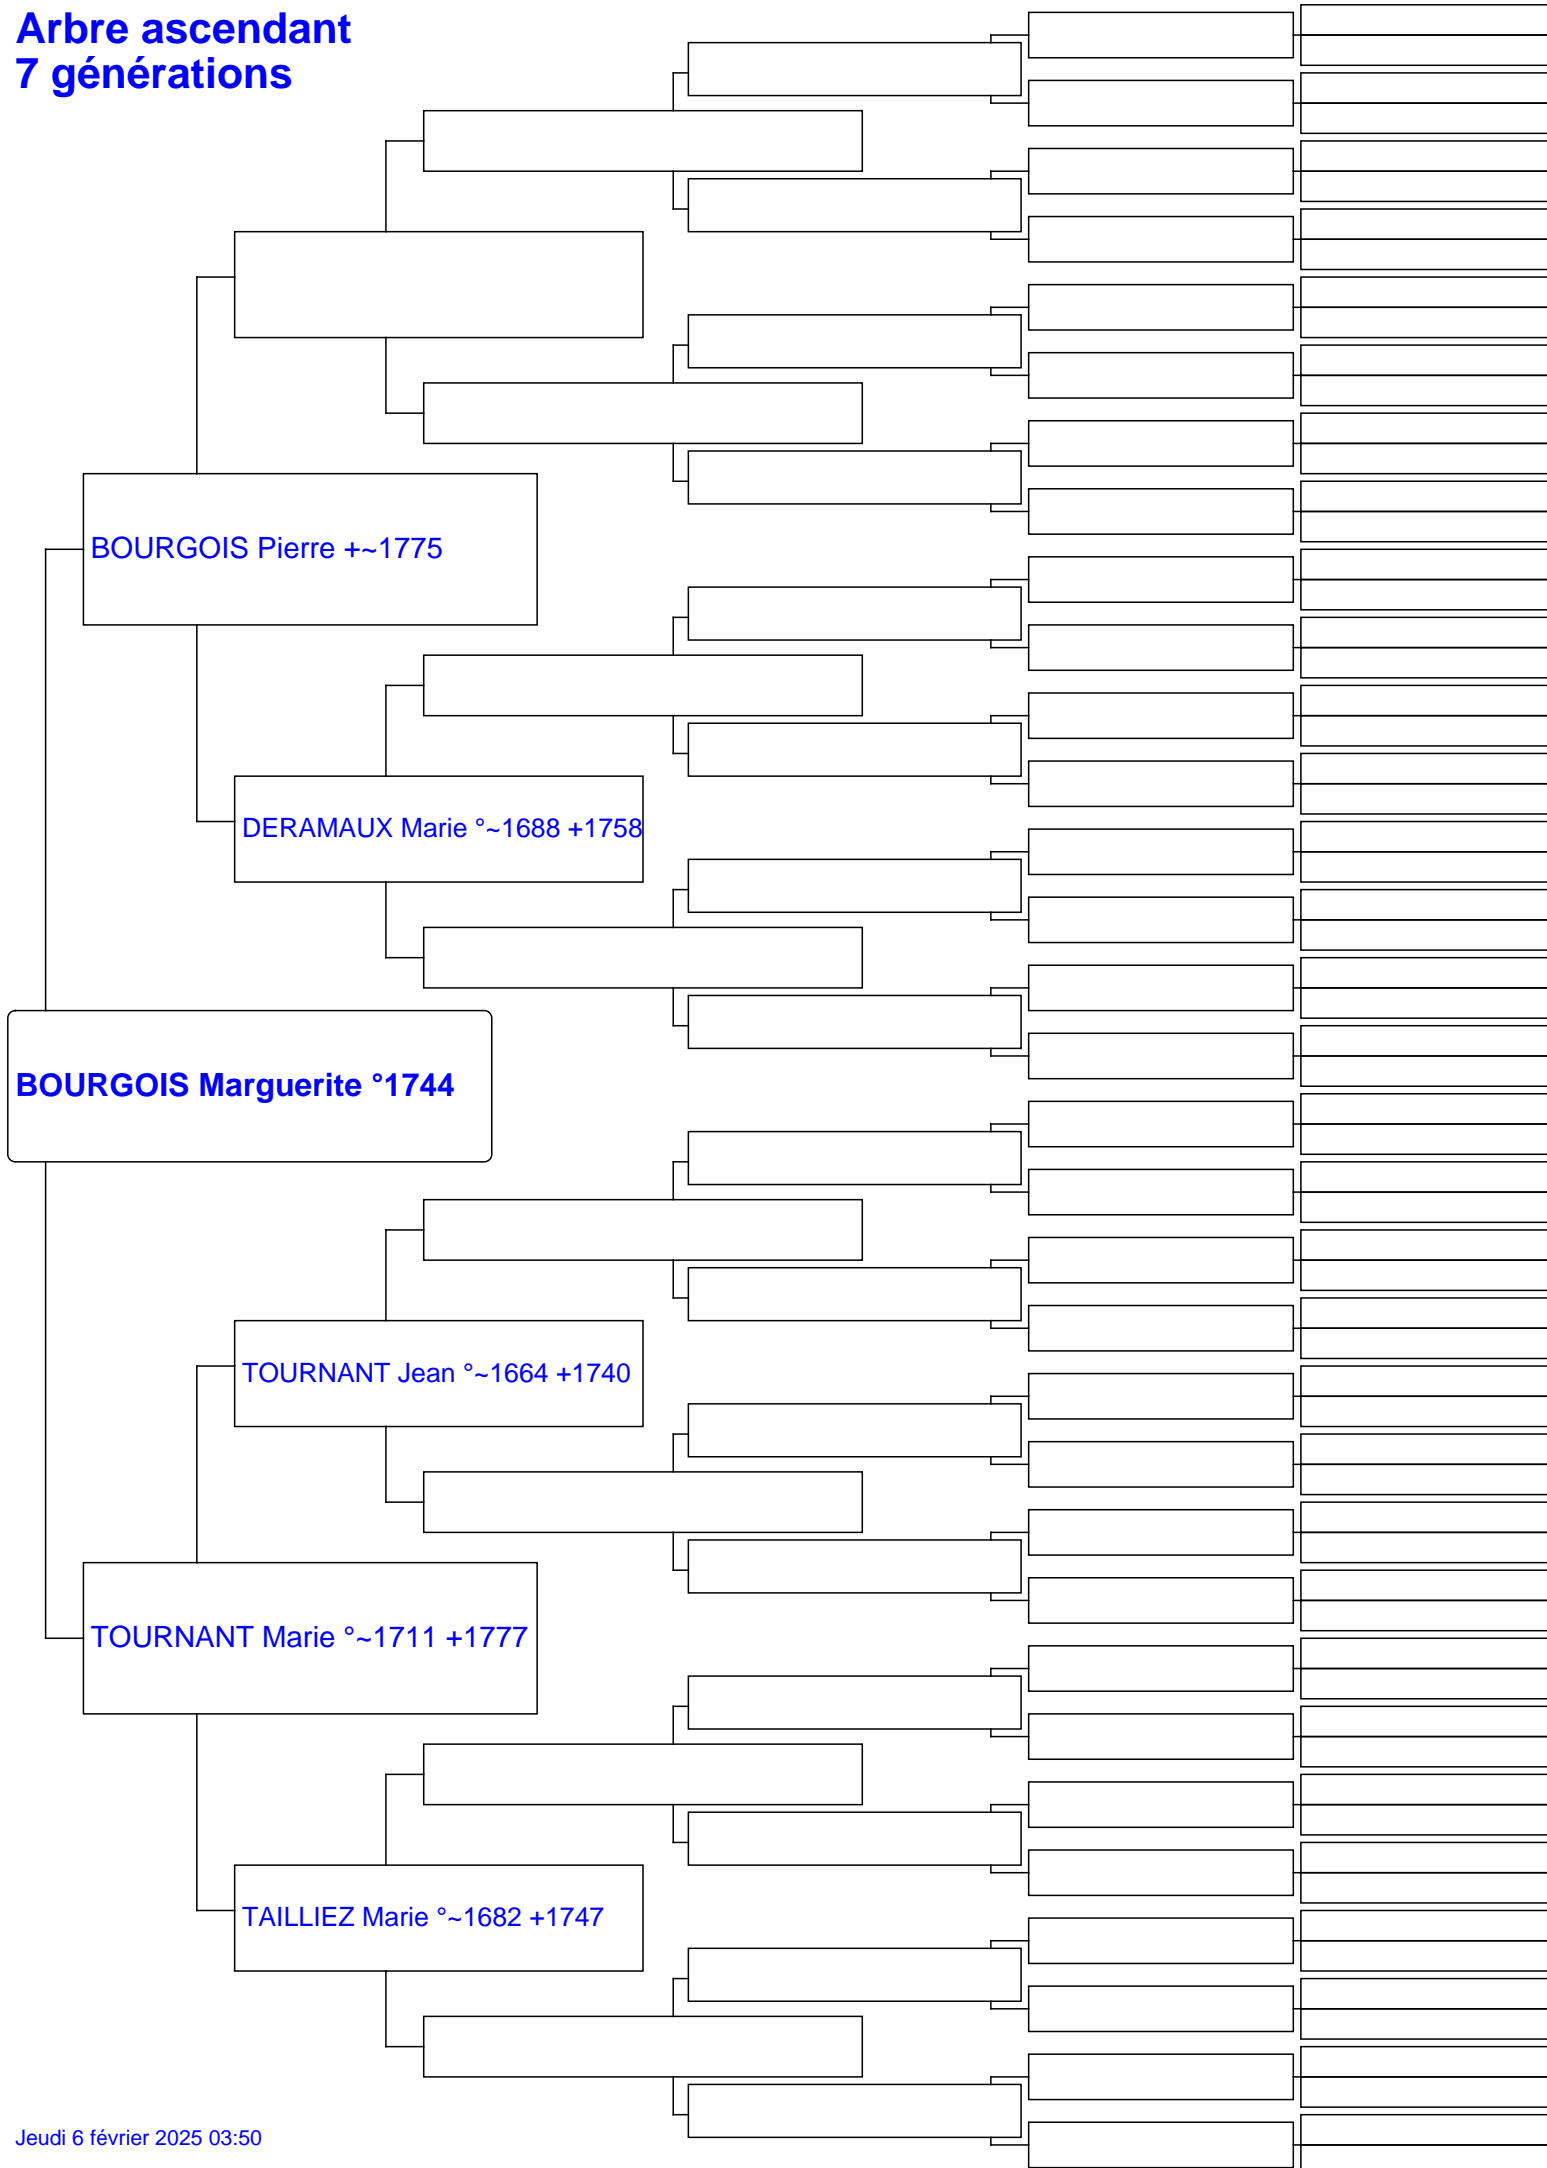 Arbre ascendant
7 générations
BOURGOIS Pierre +~1775
DERAMAUX Marie °~1688 +1758
BOURGOIS Marguerite °1744
TOURNANT Jean °~1664 +1740
TOURNANT Marie °~1711 +1777
TAILLIEZ Marie °~1682 +1747
Jeudi 6 février 2025 03:50